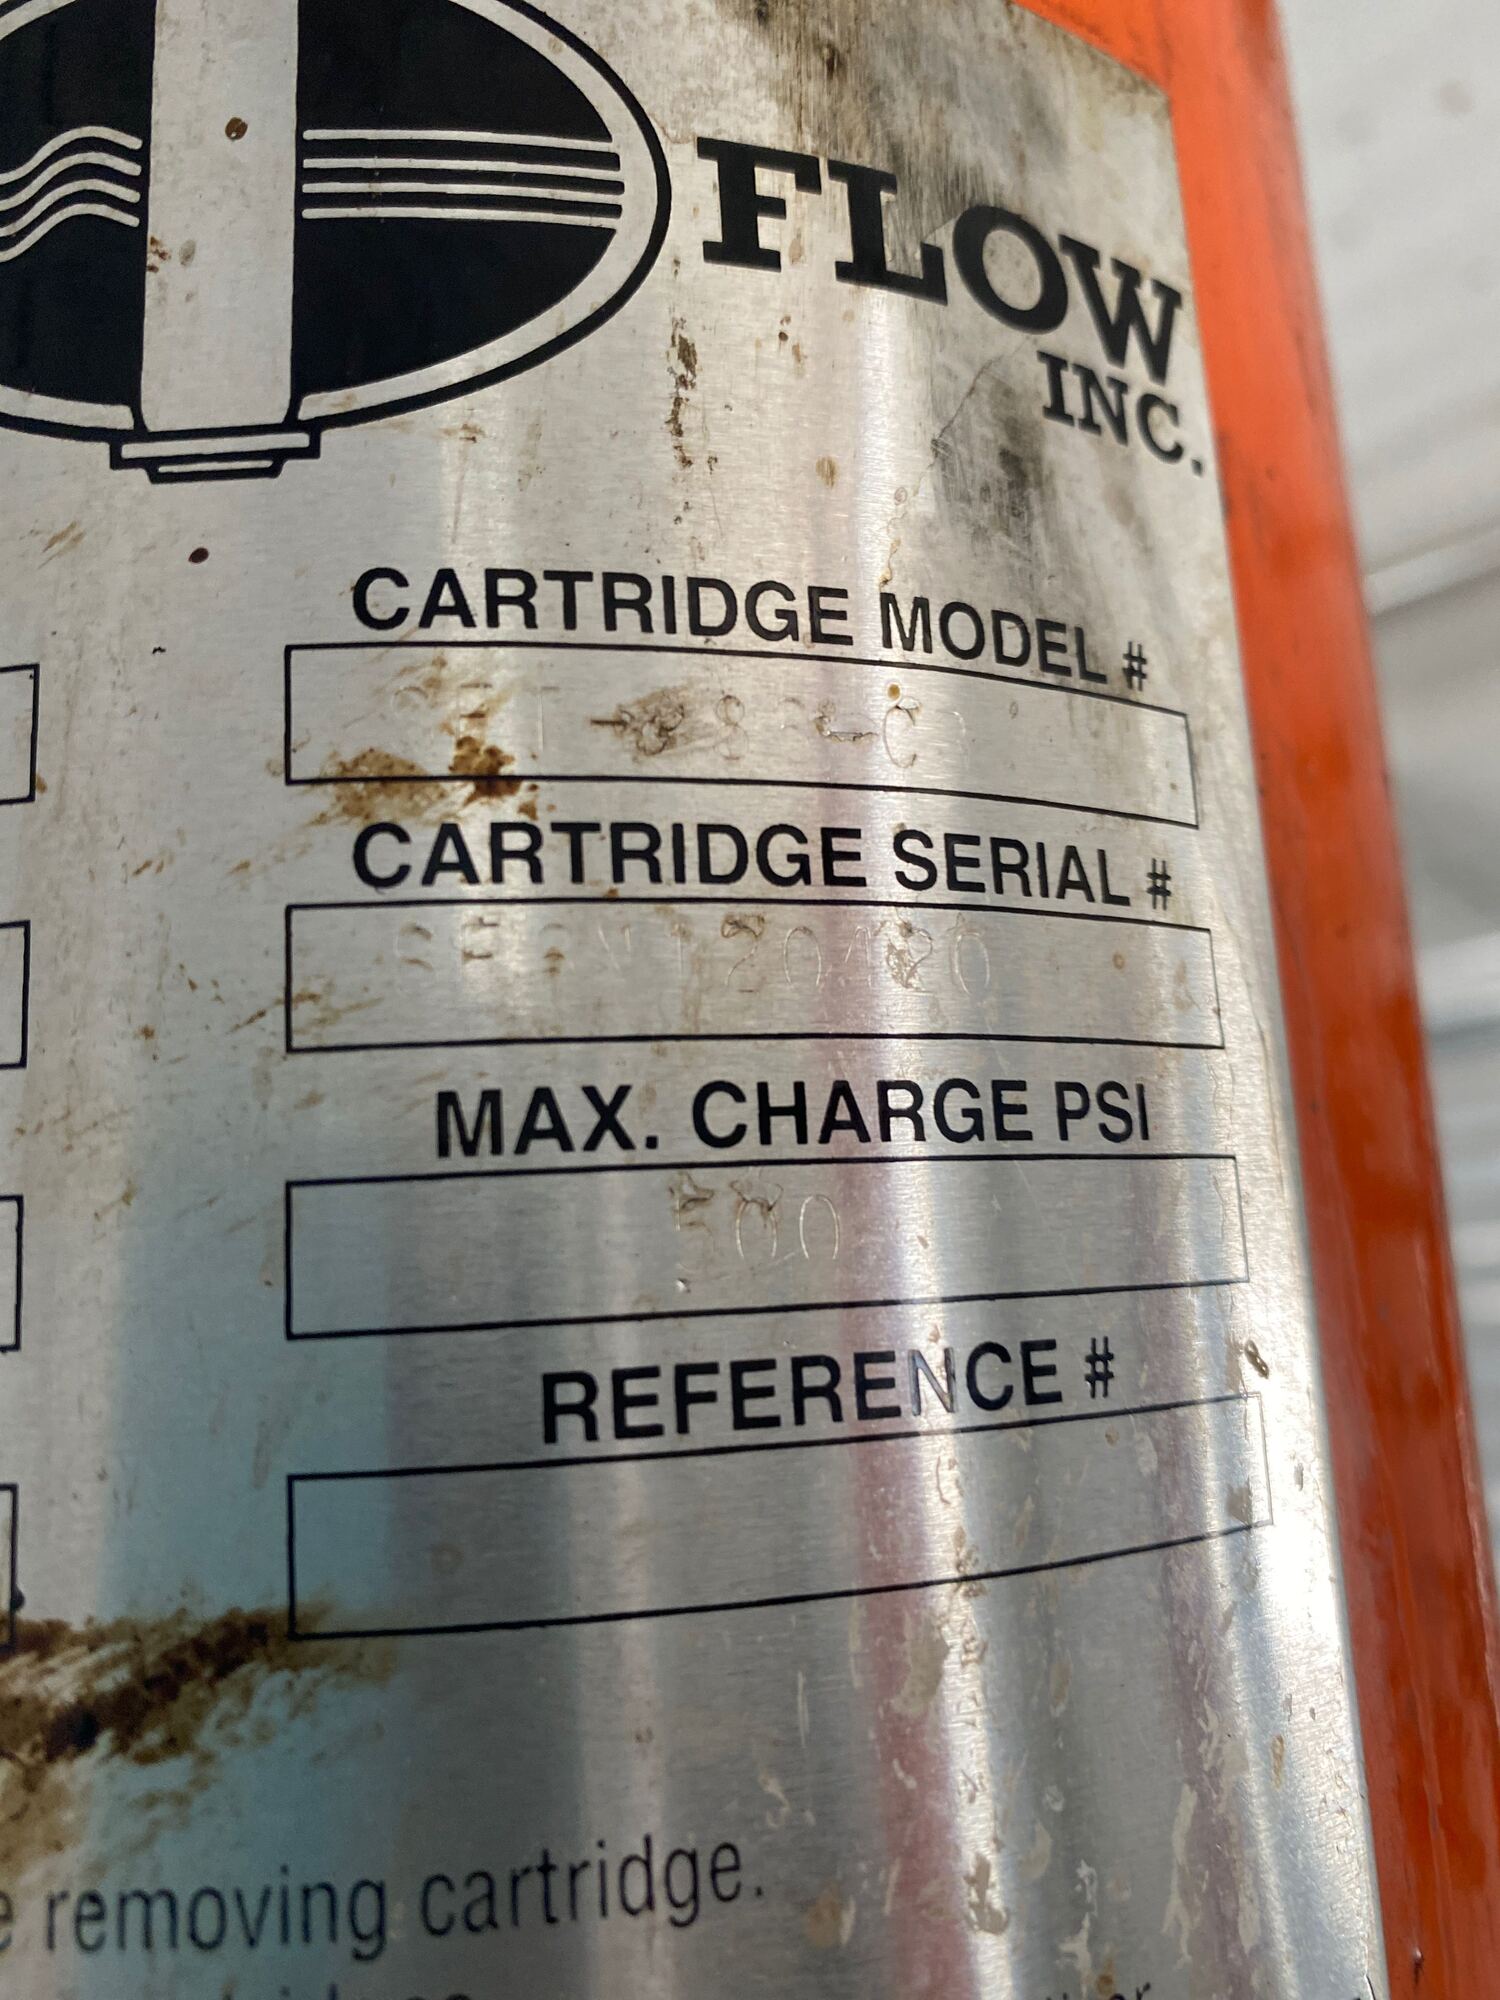 FLOW
INC.
CARTRIDGE MODEL #
CARTRIDGE SERIAL #
MAX. CHARGE PSI
500
REFERENCE #
removing cartridge.